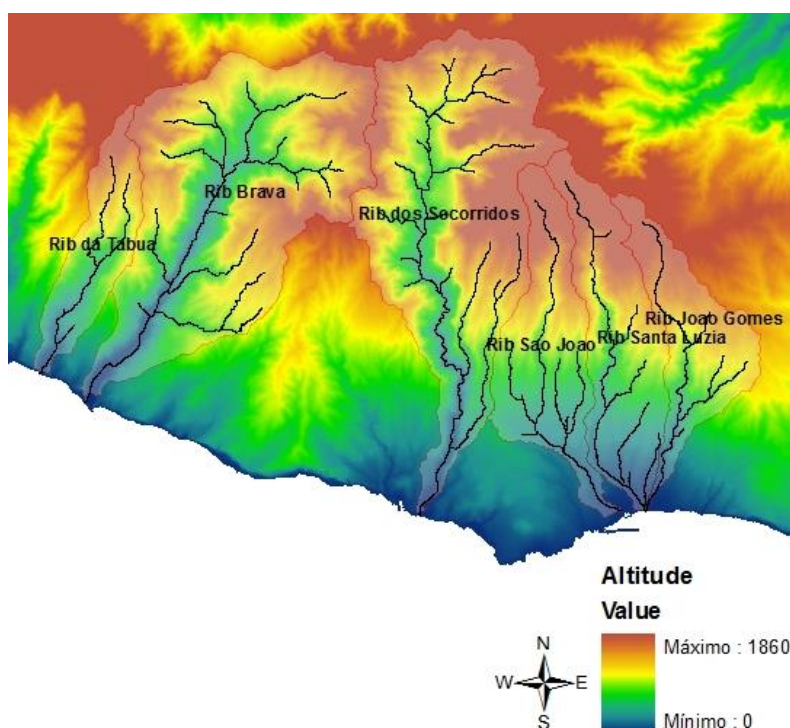 Rib Brava
Rib dos Socorridos
Rib da Tabua
Rib Joao Gomes
Rib Santa Luzia
Rib Sao Joao
Altitude
Value
Máximo : 1860
Mínimo : 0
N
W
E
S